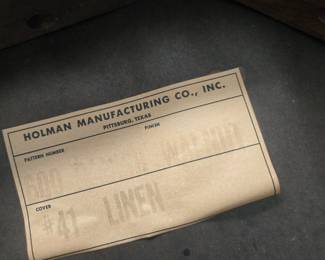 HOLMAN MANUFACTURING CO., INC.
PITTSBURG, TEXAS
PATTERN NUMBER FINISH
600 WALNUT
COVER
#41 LINEN